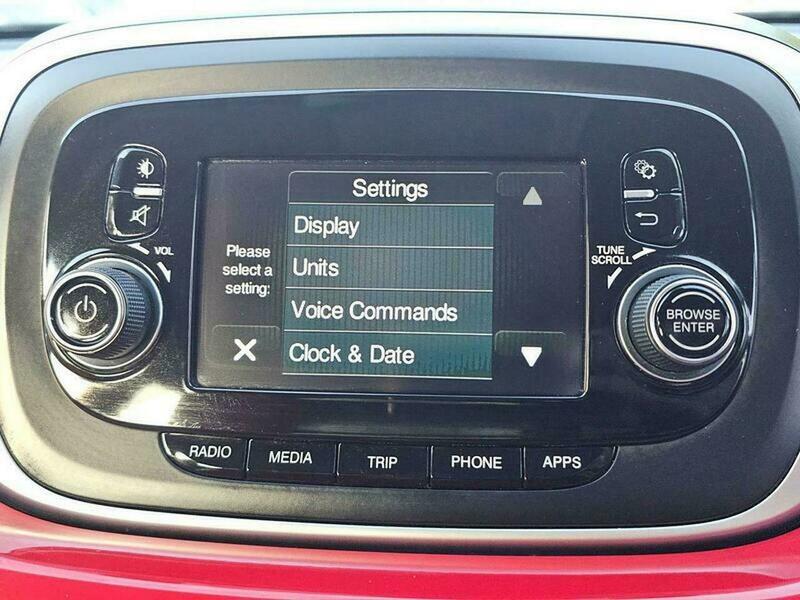 Settings
Display
Units
Voice Commands
Clock & Date
Please
select a
setting:
VOL
TUNE
SCROLL
BROWSE
ENTER
RADIO
MEDIA
TRIP
PHONE
APPS